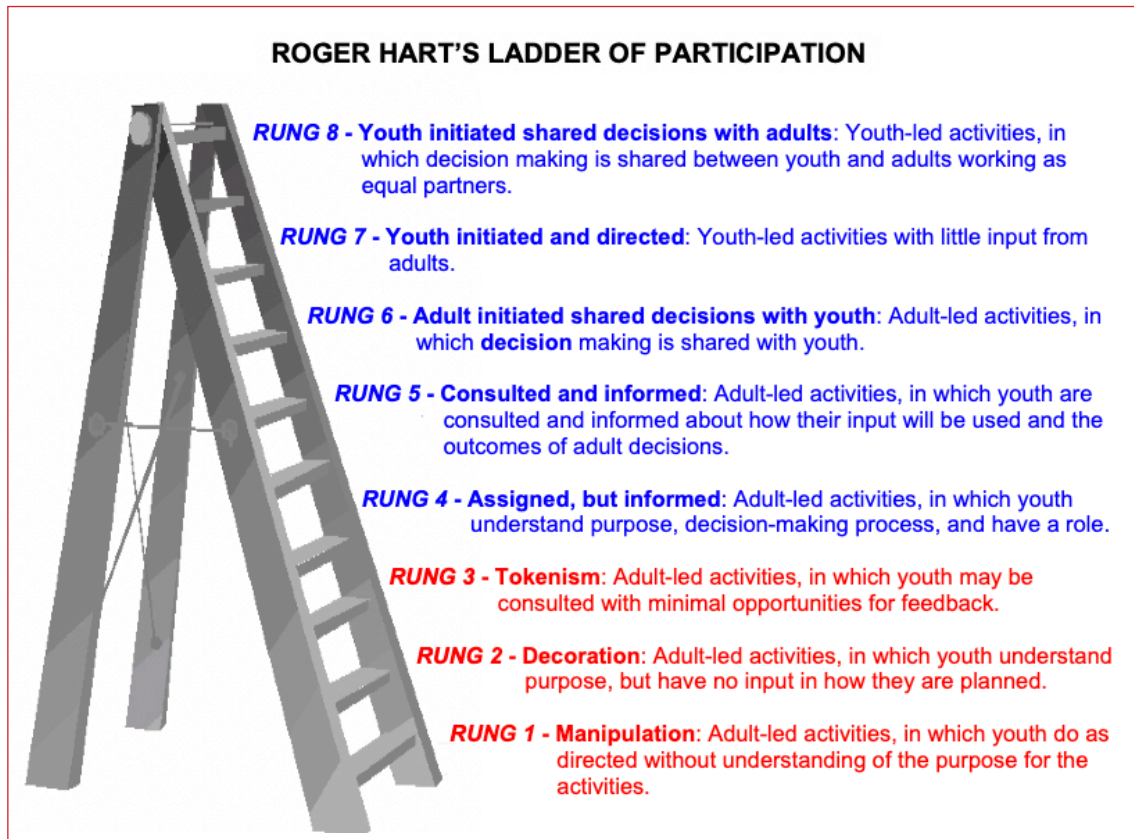 ROGER HART'S LADDER OF PARTICIPATION
RUNG 8 - Youth initiated shared decisions with adults: Youth-led activities, in
which decision making is shared between youth and adults working as
equal partners.
RUNG 7 - Youth initiated and directed: Youth-led activities with little input from
adults.
RUNG 6 - Adult initiated shared decisions with youth: Adult-led activities, in
which decision making is shared with youth.
RUNG 5 - Consulted and informed: Adult-led activities, in which youth are
consulted and informed about how their input will be used and the
outcomes of adult decisions.
RUNG 4 - Assigned, but informed: Adult-led activities, in which youth
understand purpose, decision-making process, and have a role.
RUNG 3 - Tokenism: Adult-led activities, in which youth may be
consulted with minimal opportunities for feedback.
RUNG 2 - Decoration: Adult-led activities, in which youth understand
purpose, but have no input in how they are planned.
RUNG 1 - Manipulation: Adult-led activities, in which youth do as
directed without understanding of the purpose for the
activities.